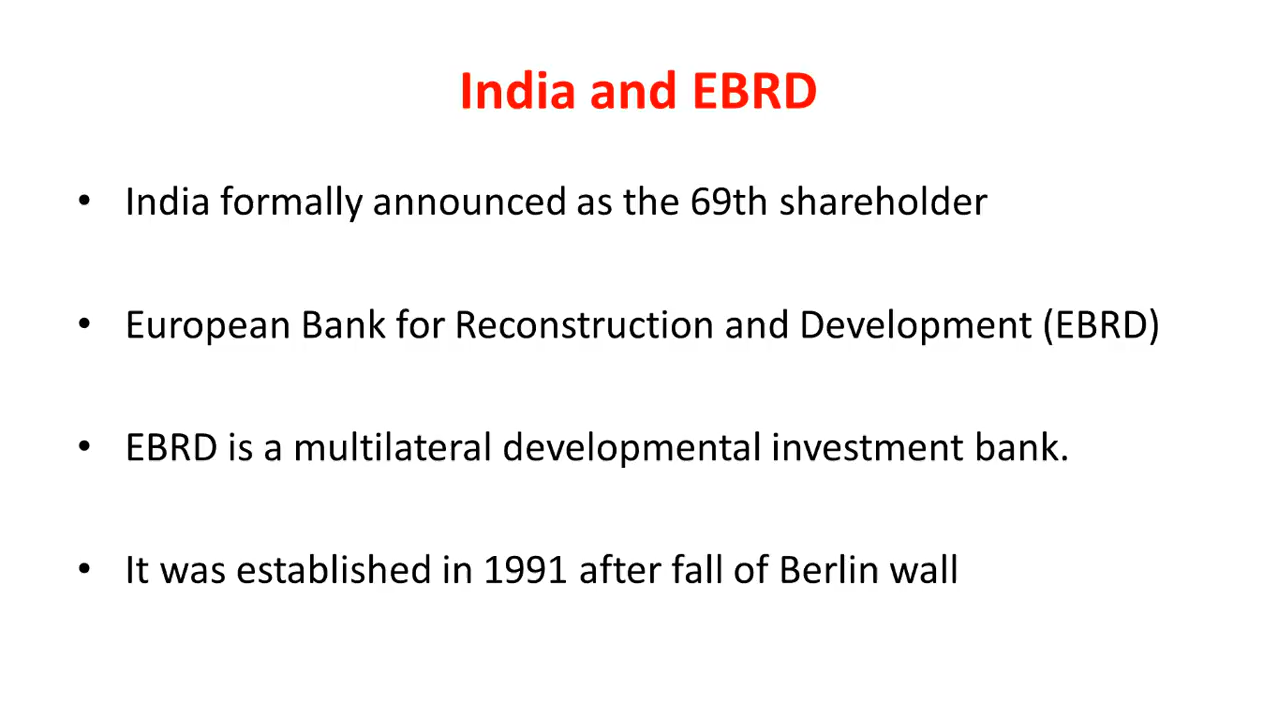 India and EBRD
• India formally announced as the 69th shareholder
• European Bank for Reconstruction and Development (EBRD)
• EBRD is a multilateral developmental investment bank.
• It was established in 1991 after fall of Berlin wall